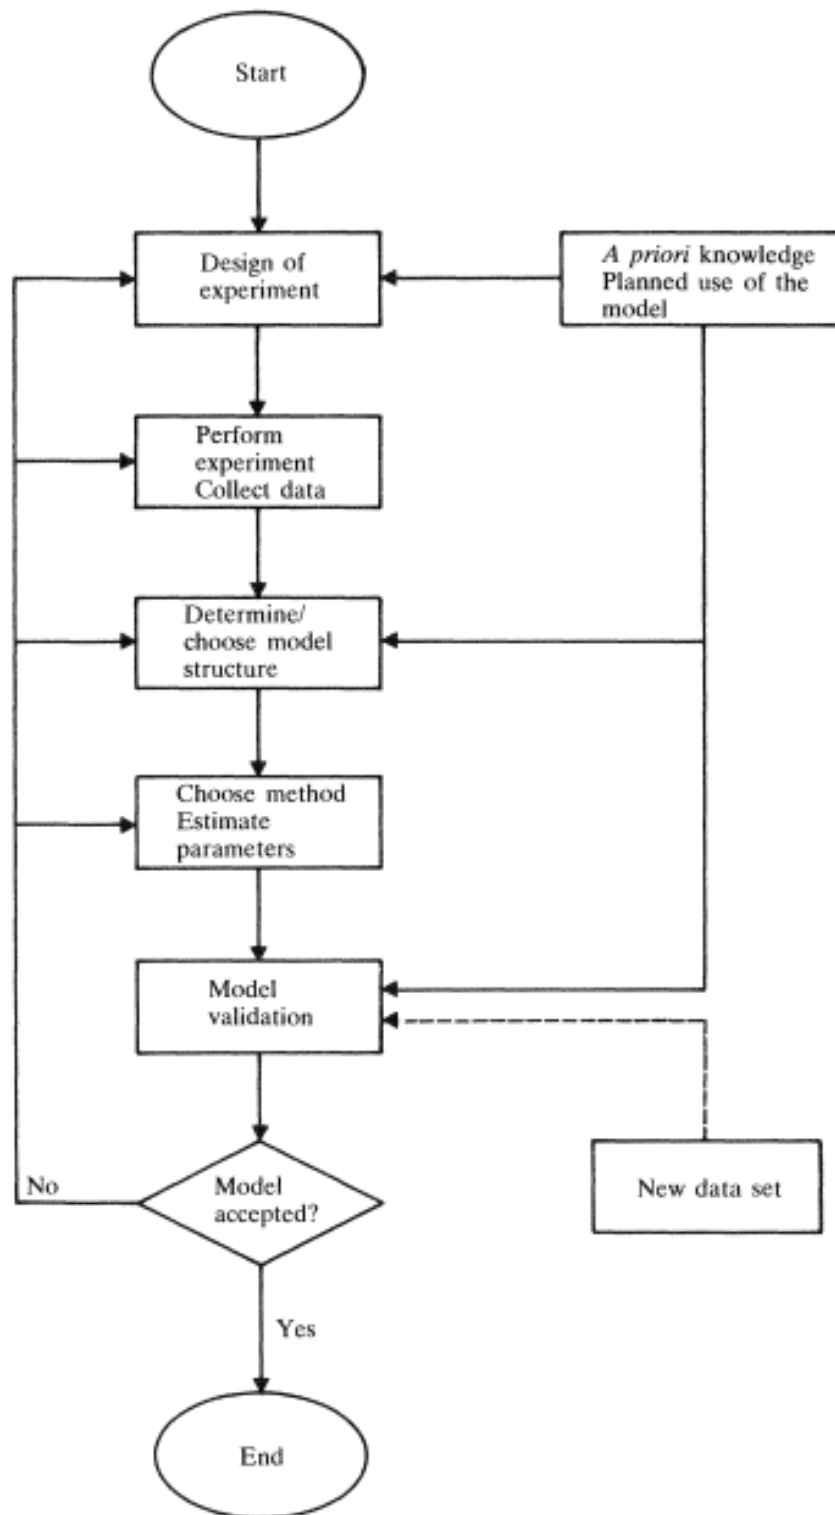 Start
Design of
experiment
A priori knowledge
Planned use of the
model
Perform
experiment
Collect data
Determine/
choose model
structure
Choose method
Estimate
parameters
Model
validation
New data set
No
Model
accepted?
Yes
End